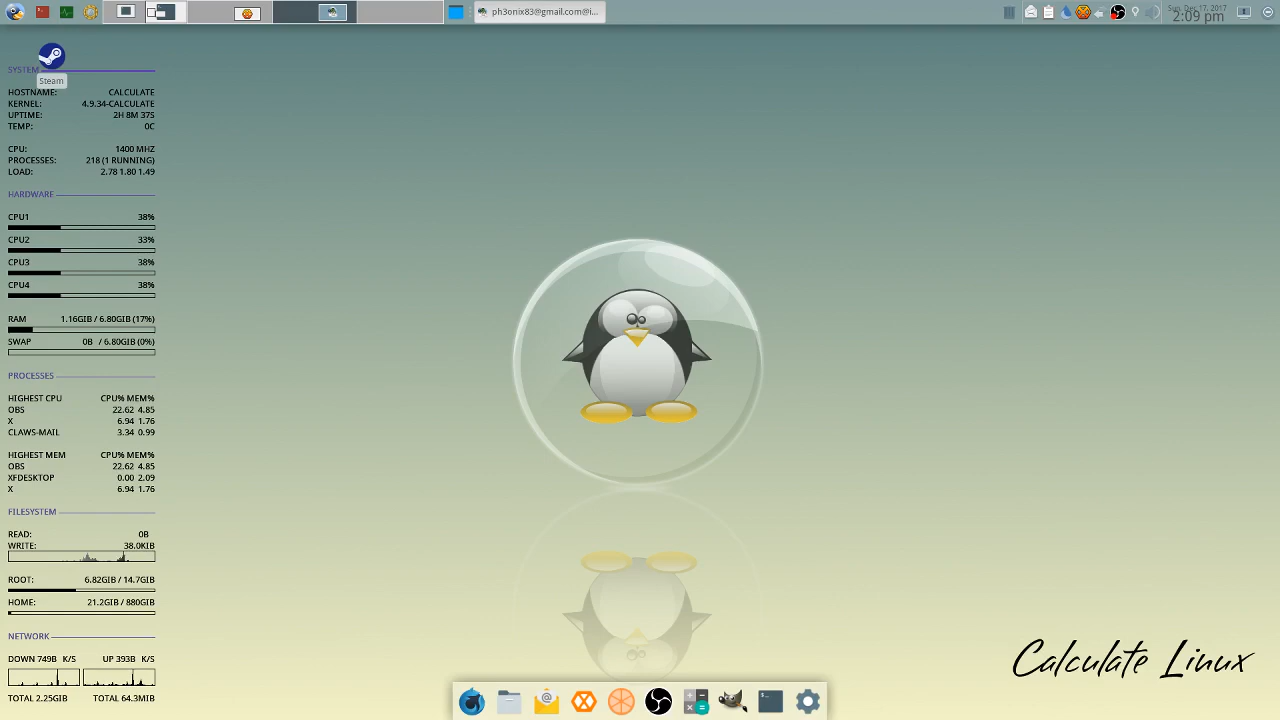 ph3onix83@gmail.com@i...
Sun, Dec 17, 2017
2:09 pm
Steam
SYSTEM
HOSTNAME: CALCULATE
KERNEL: 4.9.34-CALCULATE
UPTIME: 2H 8M 37S
TEMP: 0C
CPU: 1400 MHZ
PROCESSES: 218 (1 RUNNING)
LOAD: 2.78 1.80 1.49
HARDWARE
CPU1 38%
CPU2 33%
CPU3 38%
CPU4 38%
RAM 1.16GIB / 6.80GIB (17%)
SWAP 0B / 6.80GIB (0%)
PROCESSES
HIGHEST CPU CPU% MEM%
OBS 22.62 4.85
X 6.94 1.76
CLAWS-MAIL 3.34 0.99
HIGHEST MEM CPU% MEM%
OBS 22.62 4.85
XFDESKTOP 0.00 2.09
X 6.94 1.76
FILESYSTEM
READ: 0B
WRITE: 38.0KIB
ROOT: 6.82GIB / 14.7GIB
HOME: 21.2GIB / 880GIB
NETWORK
DOWN 749B K/S UP 393B K/S
TOTAL 2.25GIB TOTAL 64.3MIB
Calculate Linux